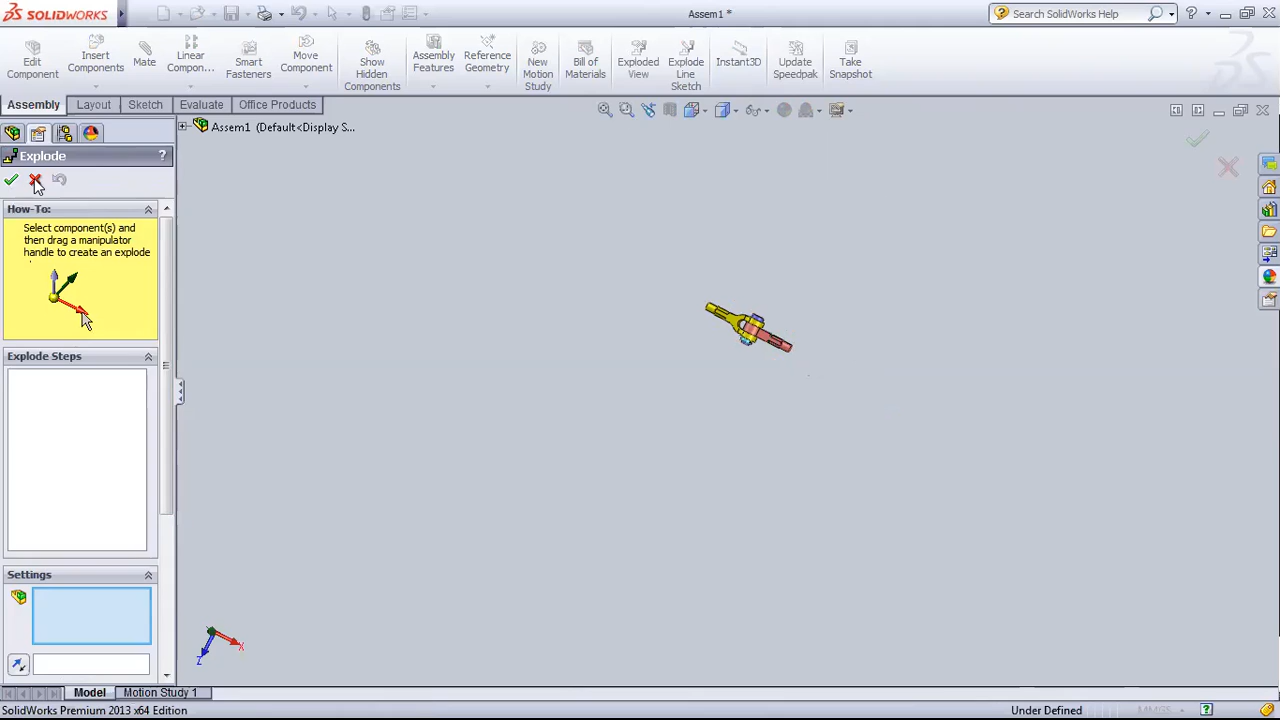 SOLIDWORKS
Assem1 *
Search SolidWorks Help
Edit Component
Insert Components
Mate
Linear Compon...
Smart Fasteners
Move Component
Show Hidden Components
Assembly Features
Reference Geometry
New Motion Study
Bill of Materials
Exploded View
Explode Line Sketch
Instant3D
Update Speedpak
Take Snapshot
Assembly
Layout
Sketch
Evaluate
Office Products
Assem1 (Default<Display S...
Explode
?
How-To:
Select component(s) and
then drag a manipulator
handle to create an explode
Explode Steps
Settings
X
Z
Model
Motion Study 1
SolidWorks Premium 2013 x64 Edition
Under Defined
MMGS